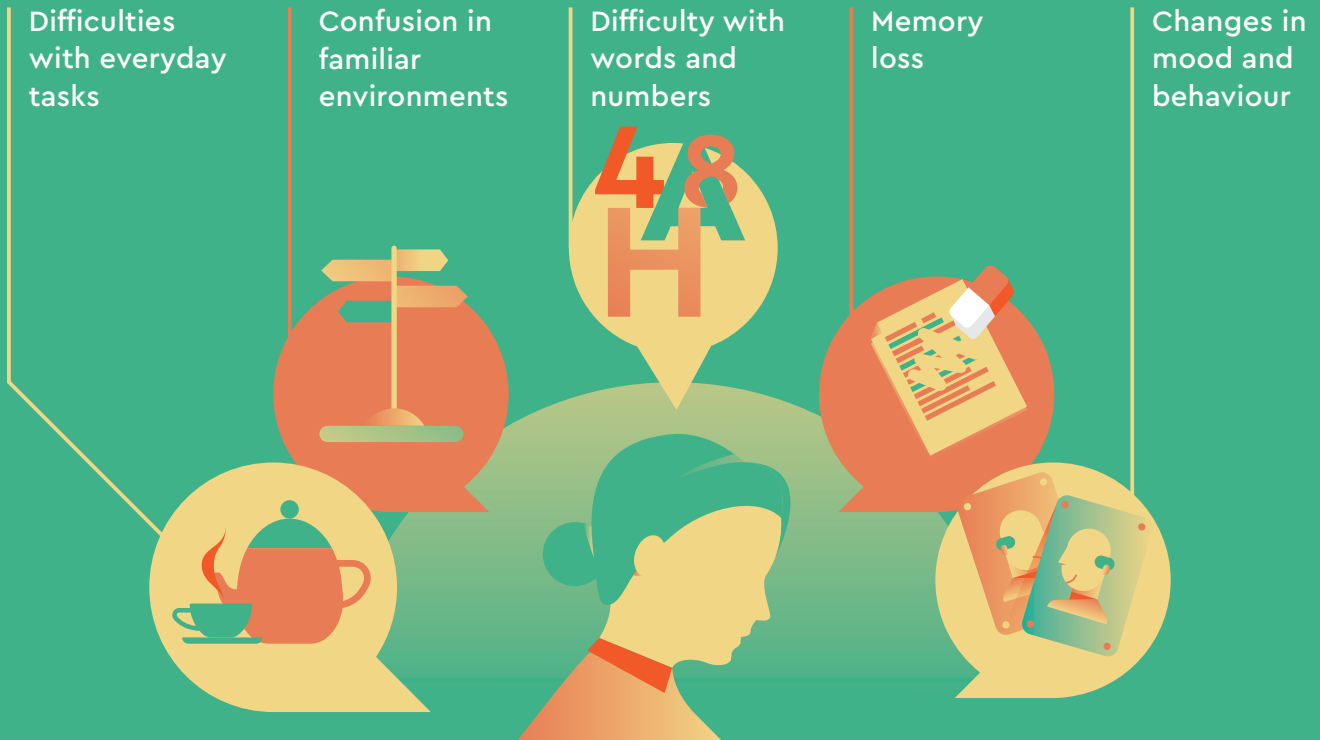 Difficulties
with everyday
tasks
Confusion in
familiar
environments
Difficulty with
words and
numbers
Memory
loss
Changes in
mood and
behaviour
4A8
H